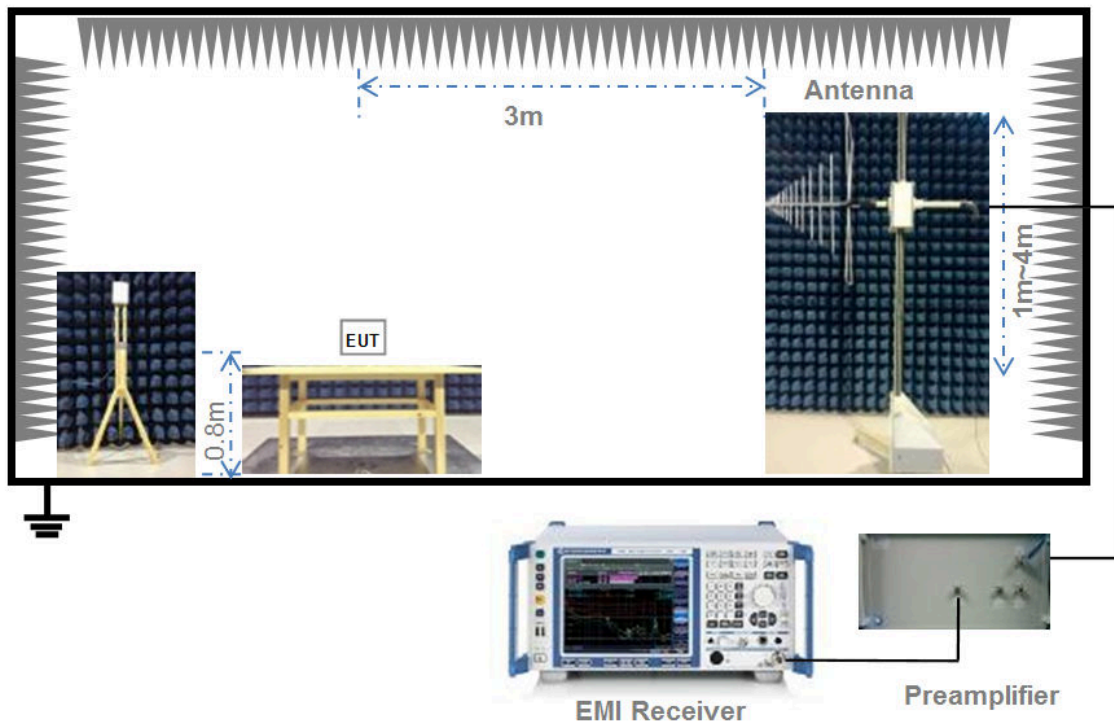 3m
Antenna
1m~4m
EUT
0.8m
EMI Receiver
Preamplifier